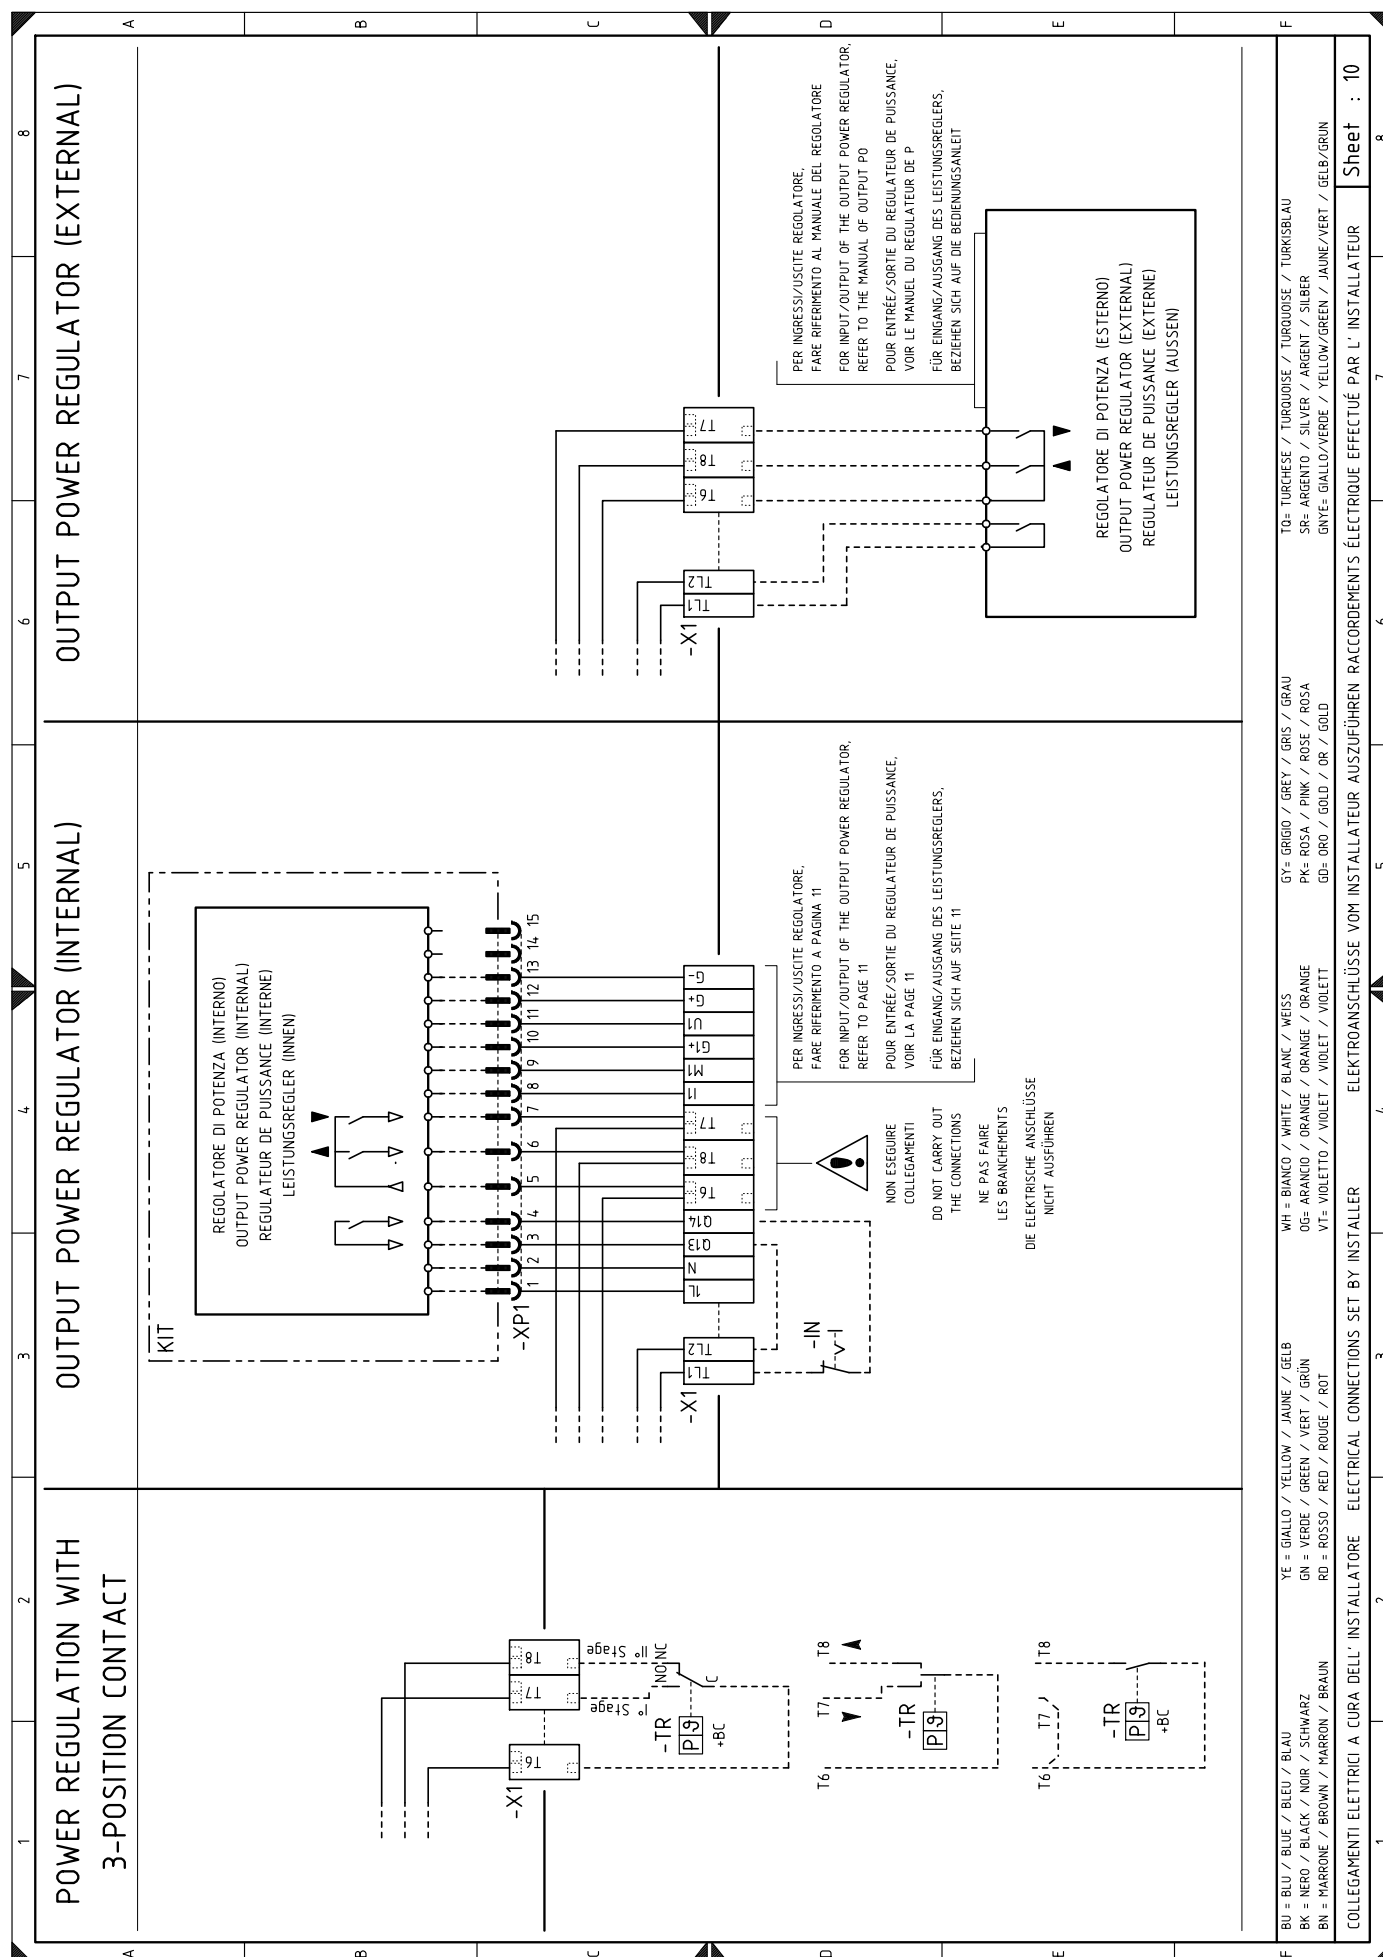 1 2 3 4 5 6 7 8
A
B
C
D
E
F
POWER REGULATION WITH
3-POSITION CONTACT
-X1
T6
T7
T8
I° Stage
II° Stage
NO NC
C
-TR
P ϑ
+BC
T6
T7
T8
-TR
P ϑ
T6
T7
T8
-TR
P ϑ
+BC
OUTPUT POWER REGULATOR (INTERNAL)
KIT
REGOLATORE DI POTENZA (INTERNO)
OUTPUT POWER REGULATOR (INTERNAL)
REGULATEUR DE PUISSANCE (INTERNE)
LEISTUNGSREGLER (INNEN)
-XP1
1 2 3 4 5 6 7 8 9 10 11 12 13 14 15
-X1
TL1
TL2
1L
N
Q13
Q14
T6
T8
T7
I1
M1
G1+
U1
G+
G-
-IN
NON ESEGUIRE
COLLEGAMENTI
DO NOT CARRY OUT
THE CONNECTIONS
NE PAS FAIRE
LES BRANCHEMENTS
DIE ELEKTRISCHE ANSCHLÜSSE
NICHT AUSFÜHREN
PER INGRESSI/USCITE REGOLATORE,
FARE RIFERIMENTO A PAGINA 11
FOR INPUT/OUTPUT OF THE OUTPUT POWER REGULATOR,
REFER TO PAGE 11
POUR ENTRÉE/SORTIE DU REGULATEUR DE PUISSANCE,
VOIR LA PAGE 11
FÜR EINGANG/AUSGANG DES LEISTUNGSREGLERS,
BEZIEHEN SICH AUF SEITE 11
OUTPUT POWER REGULATOR (EXTERNAL)
-X1
TL1
TL2
T6
T8
T7
PER INGRESSI/USCITE REGOLATORE,
FARE RIFERIMENTO AL MANUALE DEL REGOLATORE
FOR INPUT/OUTPUT OF THE OUTPUT POWER REGULATOR,
REFER TO THE MANUAL OF OUTPUT PO
POUR ENTRÉE/SORTIE DU REGULATEUR DE PUISSANCE,
VOIR LE MANUEL DU REGULATEUR DE P
FÜR EINGANG/AUSGANG DES LEISTUNGSREGLERS,
BEZIEHEN SICH AUF DIE BEDIENUNGSANLEIT
REGOLATORE DI POTENZA (ESTERNO)
OUTPUT POWER REGULATOR (EXTERNAL)
REGULATEUR DE PUISSANCE (EXTERNE)
LEISTUNGSREGLER (AUSSEN)
BU = BLU / BLUE / BLEU / BLAU
BK = NERO / BLACK / NOIR / SCHWARZ
BN = MARRONE / BROWN / MARRON / BRAUN
YE = GIALLO / YELLOW / JAUNE / GELB
GN = VERDE / GREEN / VERT / GRÜN
RD = ROSSO / RED / ROUGE / ROT
WH = BIANCO / WHITE / BLANC / WEISS
OG= ARANCIO / ORANGE / ORANGE / ORANGE
VT= VIOLETTO / VIOLET / VIOLET / VIOLETT
GY= GRIGIO / GREY / GRIS / GRAU
PK= ROSA / PINK / ROSE / ROSA
GD= ORO / GOLD / OR / GOLD
TQ= TURCHESE / TURQUOISE / TURQUOISE / TURKISBLAU
SR= ARGENTO / SILVER / ARGENT / SILBER
GNYE= GIALLO/VERDE / YELLOW/GREEN / JAUNE/VERT / GELB/GRUN
COLLEGAMENTI ELETTRICI A CURA DELL' INSTALLATORE ELECTRICAL CONNECTIONS SET BY INSTALLER ELEKTROANSCHLÜSSE VOM INSTALLATEUR AUSZUFÜHREN RACCORDEMENTS ÉLECTRIQUE EFFECTUÉ PAR L' INSTALLATEUR
Sheet : 10
A
B
C
D
E
F
1 2 3 4 5 6 7 8